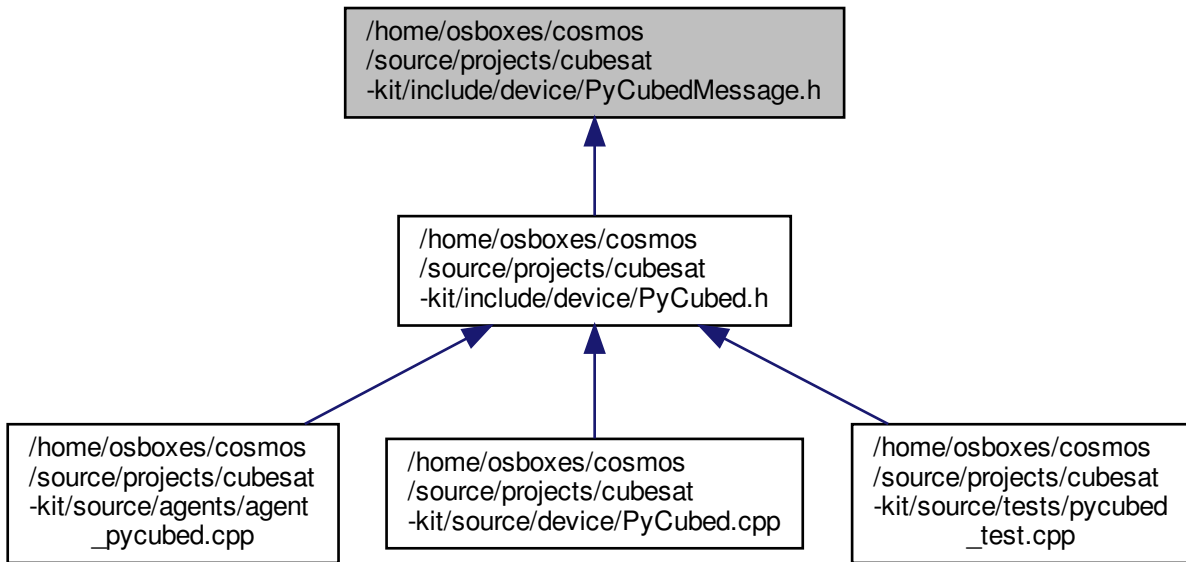 /home/osboxes/cosmos
/source/projects/cubesat
-kit/include/device/PyCubedMessage.h
/home/osboxes/cosmos
/source/projects/cubesat
-kit/include/device/PyCubed.h
/home/osboxes/cosmos
/source/projects/cubesat
-kit/source/agents/agent
_pycubed.cpp
/home/osboxes/cosmos
/source/projects/cubesat
-kit/source/device/PyCubed.cpp
/home/osboxes/cosmos
/source/projects/cubesat
-kit/source/tests/pycubed
_test.cpp